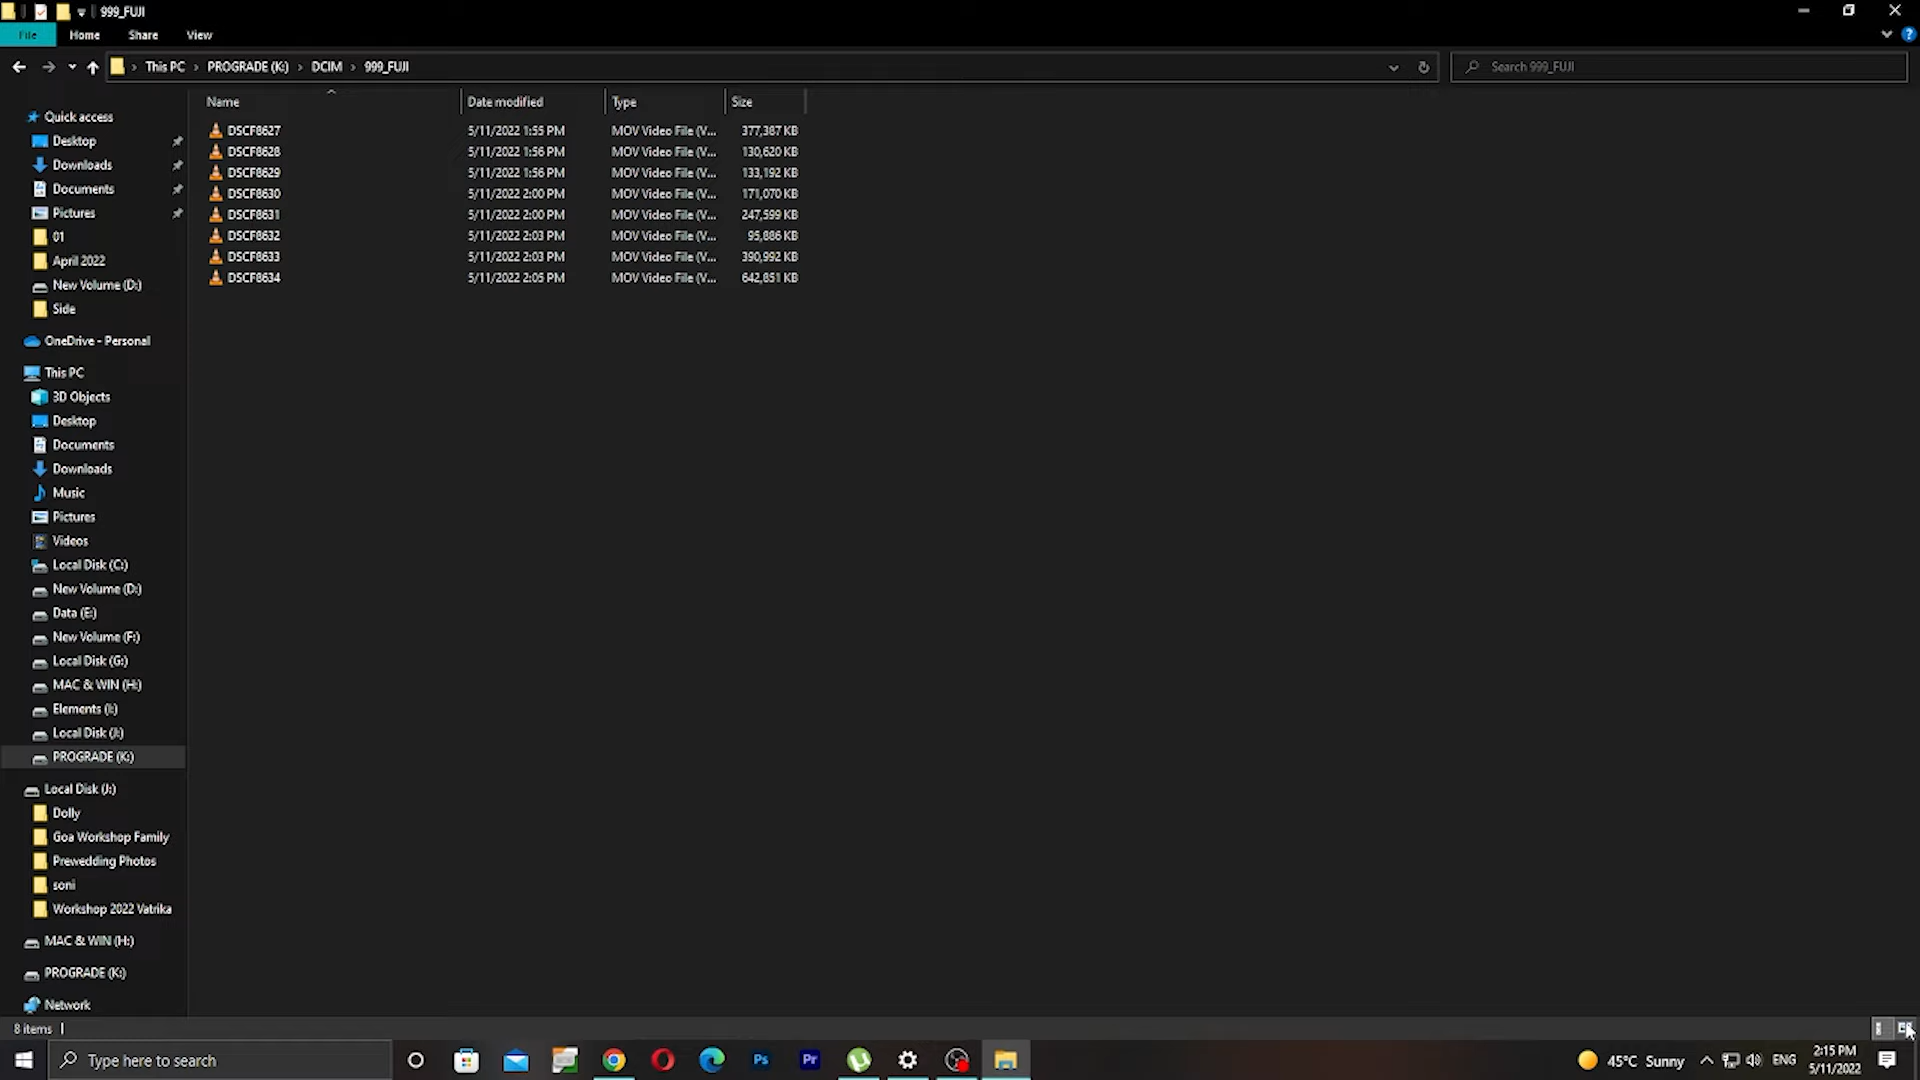 999_FUJI
File Home Share View
This PC › PROGRADE (K:) › DCIM › 999_FUJI
Search 999_FUJI
Name Date modified Type Size
DSCF8627 5/11/2022 1:55 PM MOV Video File (V... 377,387 KB
DSCF8628 5/11/2022 1:56 PM MOV Video File (V... 130,620 KB
DSCF8629 5/11/2022 1:56 PM MOV Video File (V... 133,192 KB
DSCF8630 5/11/2022 2:00 PM MOV Video File (V... 171,070 KB
DSCF8631 5/11/2022 2:00 PM MOV Video File (V... 247,599 KB
DSCF8632 5/11/2022 2:03 PM MOV Video File (V... 95,886 KB
DSCF8633 5/11/2022 2:03 PM MOV Video File (V... 390,992 KB
DSCF8634 5/11/2022 2:05 PM MOV Video File (V... 642,851 KB
Quick access
Desktop
Downloads
Documents
Pictures
01
April 2022
New Volume (D:)
Side
OneDrive - Personal
This PC
3D Objects
Desktop
Documents
Downloads
Music
Pictures
Videos
Local Disk (C:)
New Volume (D:)
Data (E:)
New Volume (F:)
Local Disk (G:)
MAC & WIN (H:)
Elements (I:)
Local Disk (J:)
PROGRADE (K:)
Local Disk (J:)
Dolly
Goa Workshop Family
Prewedding Photos
soni
Workshop 2022 Vatrika
MAC & WIN (H:)
PROGRADE (K:)
Network
8 items
Type here to search
Ps
Pr
45°C Sunny
ENG
2:15 PM
5/11/2022